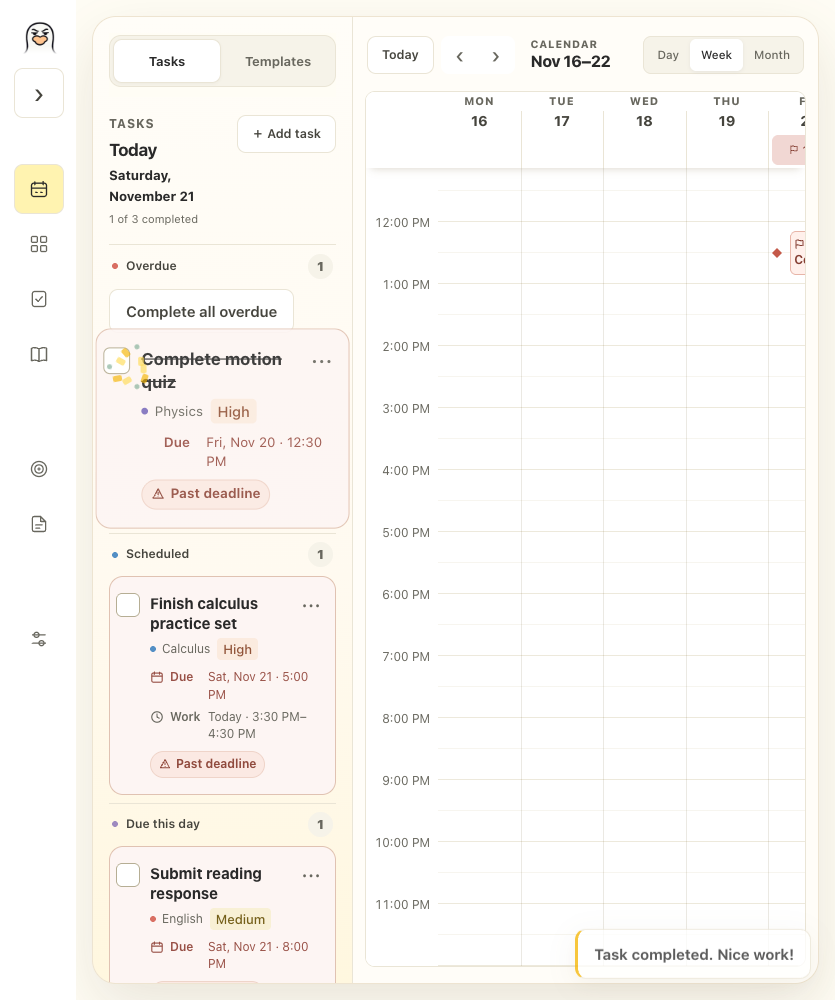 Tasks
Templates
TASKS
Today
Saturday,
November 21
1 of 3 completed
+ Add task
Overdue
1
Complete all overdue
Complete motion
quiz
Physics
High
Due
Fri, Nov 20 · 12:30
PM
Past deadline
Scheduled
1
Finish calculus
practice set
Calculus
High
Due
Sat, Nov 21 · 5:00
PM
Work
Today · 3:30 PM–
4:30 PM
Past deadline
Due this day
1
Submit reading
response
English
Medium
Due
Sat, Nov 21 · 8:00
PM
Today
CALENDAR
Nov 16–22
Day
Week
Month
MON
TUE
WED
THU
16
17
18
19
12:00 PM
1:00 PM
2:00 PM
3:00 PM
4:00 PM
5:00 PM
6:00 PM
7:00 PM
8:00 PM
9:00 PM
10:00 PM
11:00 PM
Task completed. Nice work!